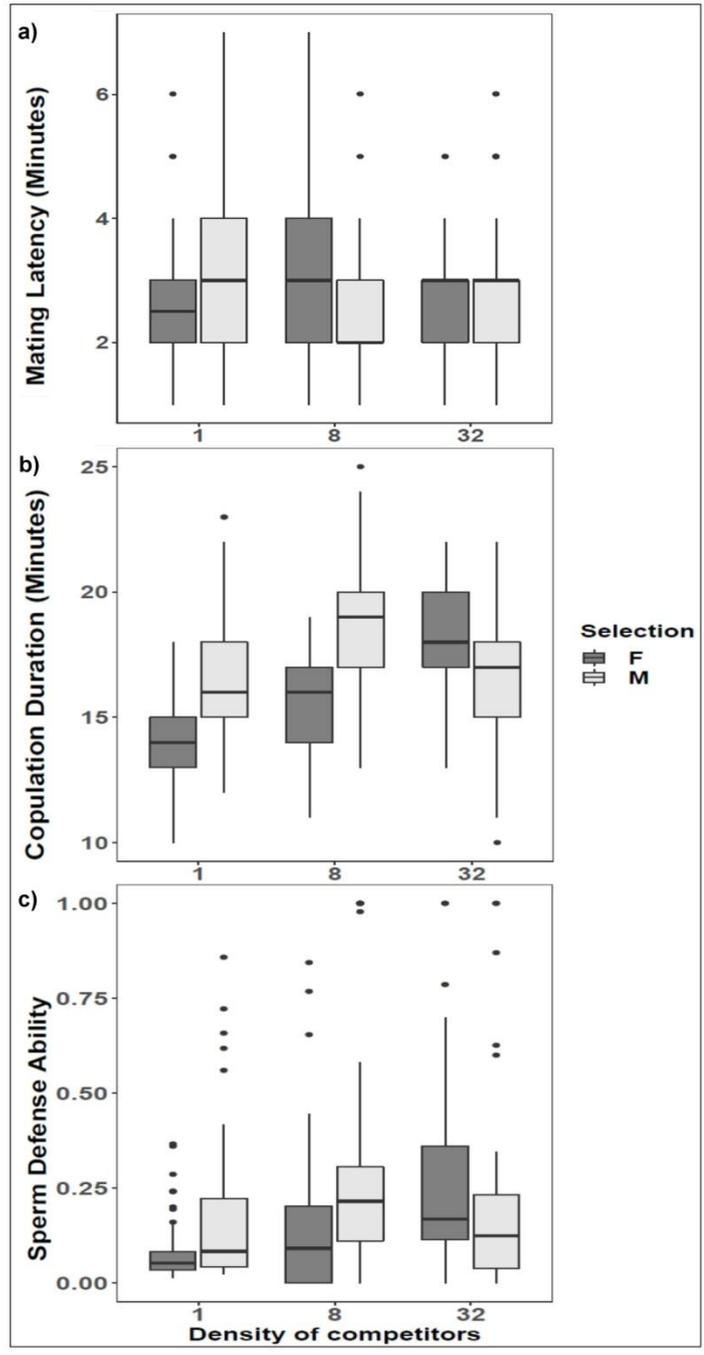 a)
Mating Latency (Minutes)
6
4
2
1 8 32
b)
Copulation Duration (Minutes)
25
20
15
10
1 8 32
Selection
F
M
c)
Sperm Defense Ability
1.00
0.75
0.50
0.25
0.00
1 8 32
Density of competitors